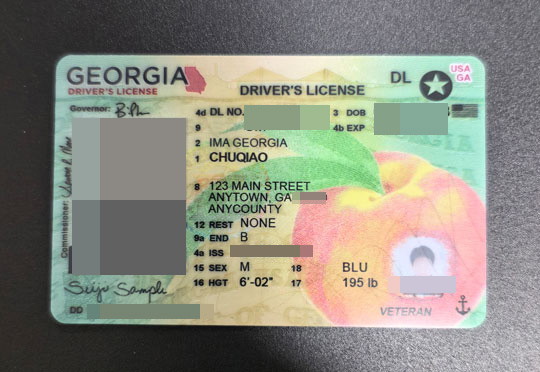 GEORGIA
DRIVER'S LICENSE
DRIVER'S LICENSE
DL
USA
GA
Governor:
4d DL NO.
3 DOB
9
4b EXP
2 IMA GEORGIA
1 CHUQIAO
8 123 MAIN STREET
ANYTOWN, GA
ANYCOUNTY
12 REST NONE
9a END B
4a ISS
15 SEX M 18 BLU
16 HGT 6'-02" 17 195 lb
Commissioner:
Sample
DD
VETERAN